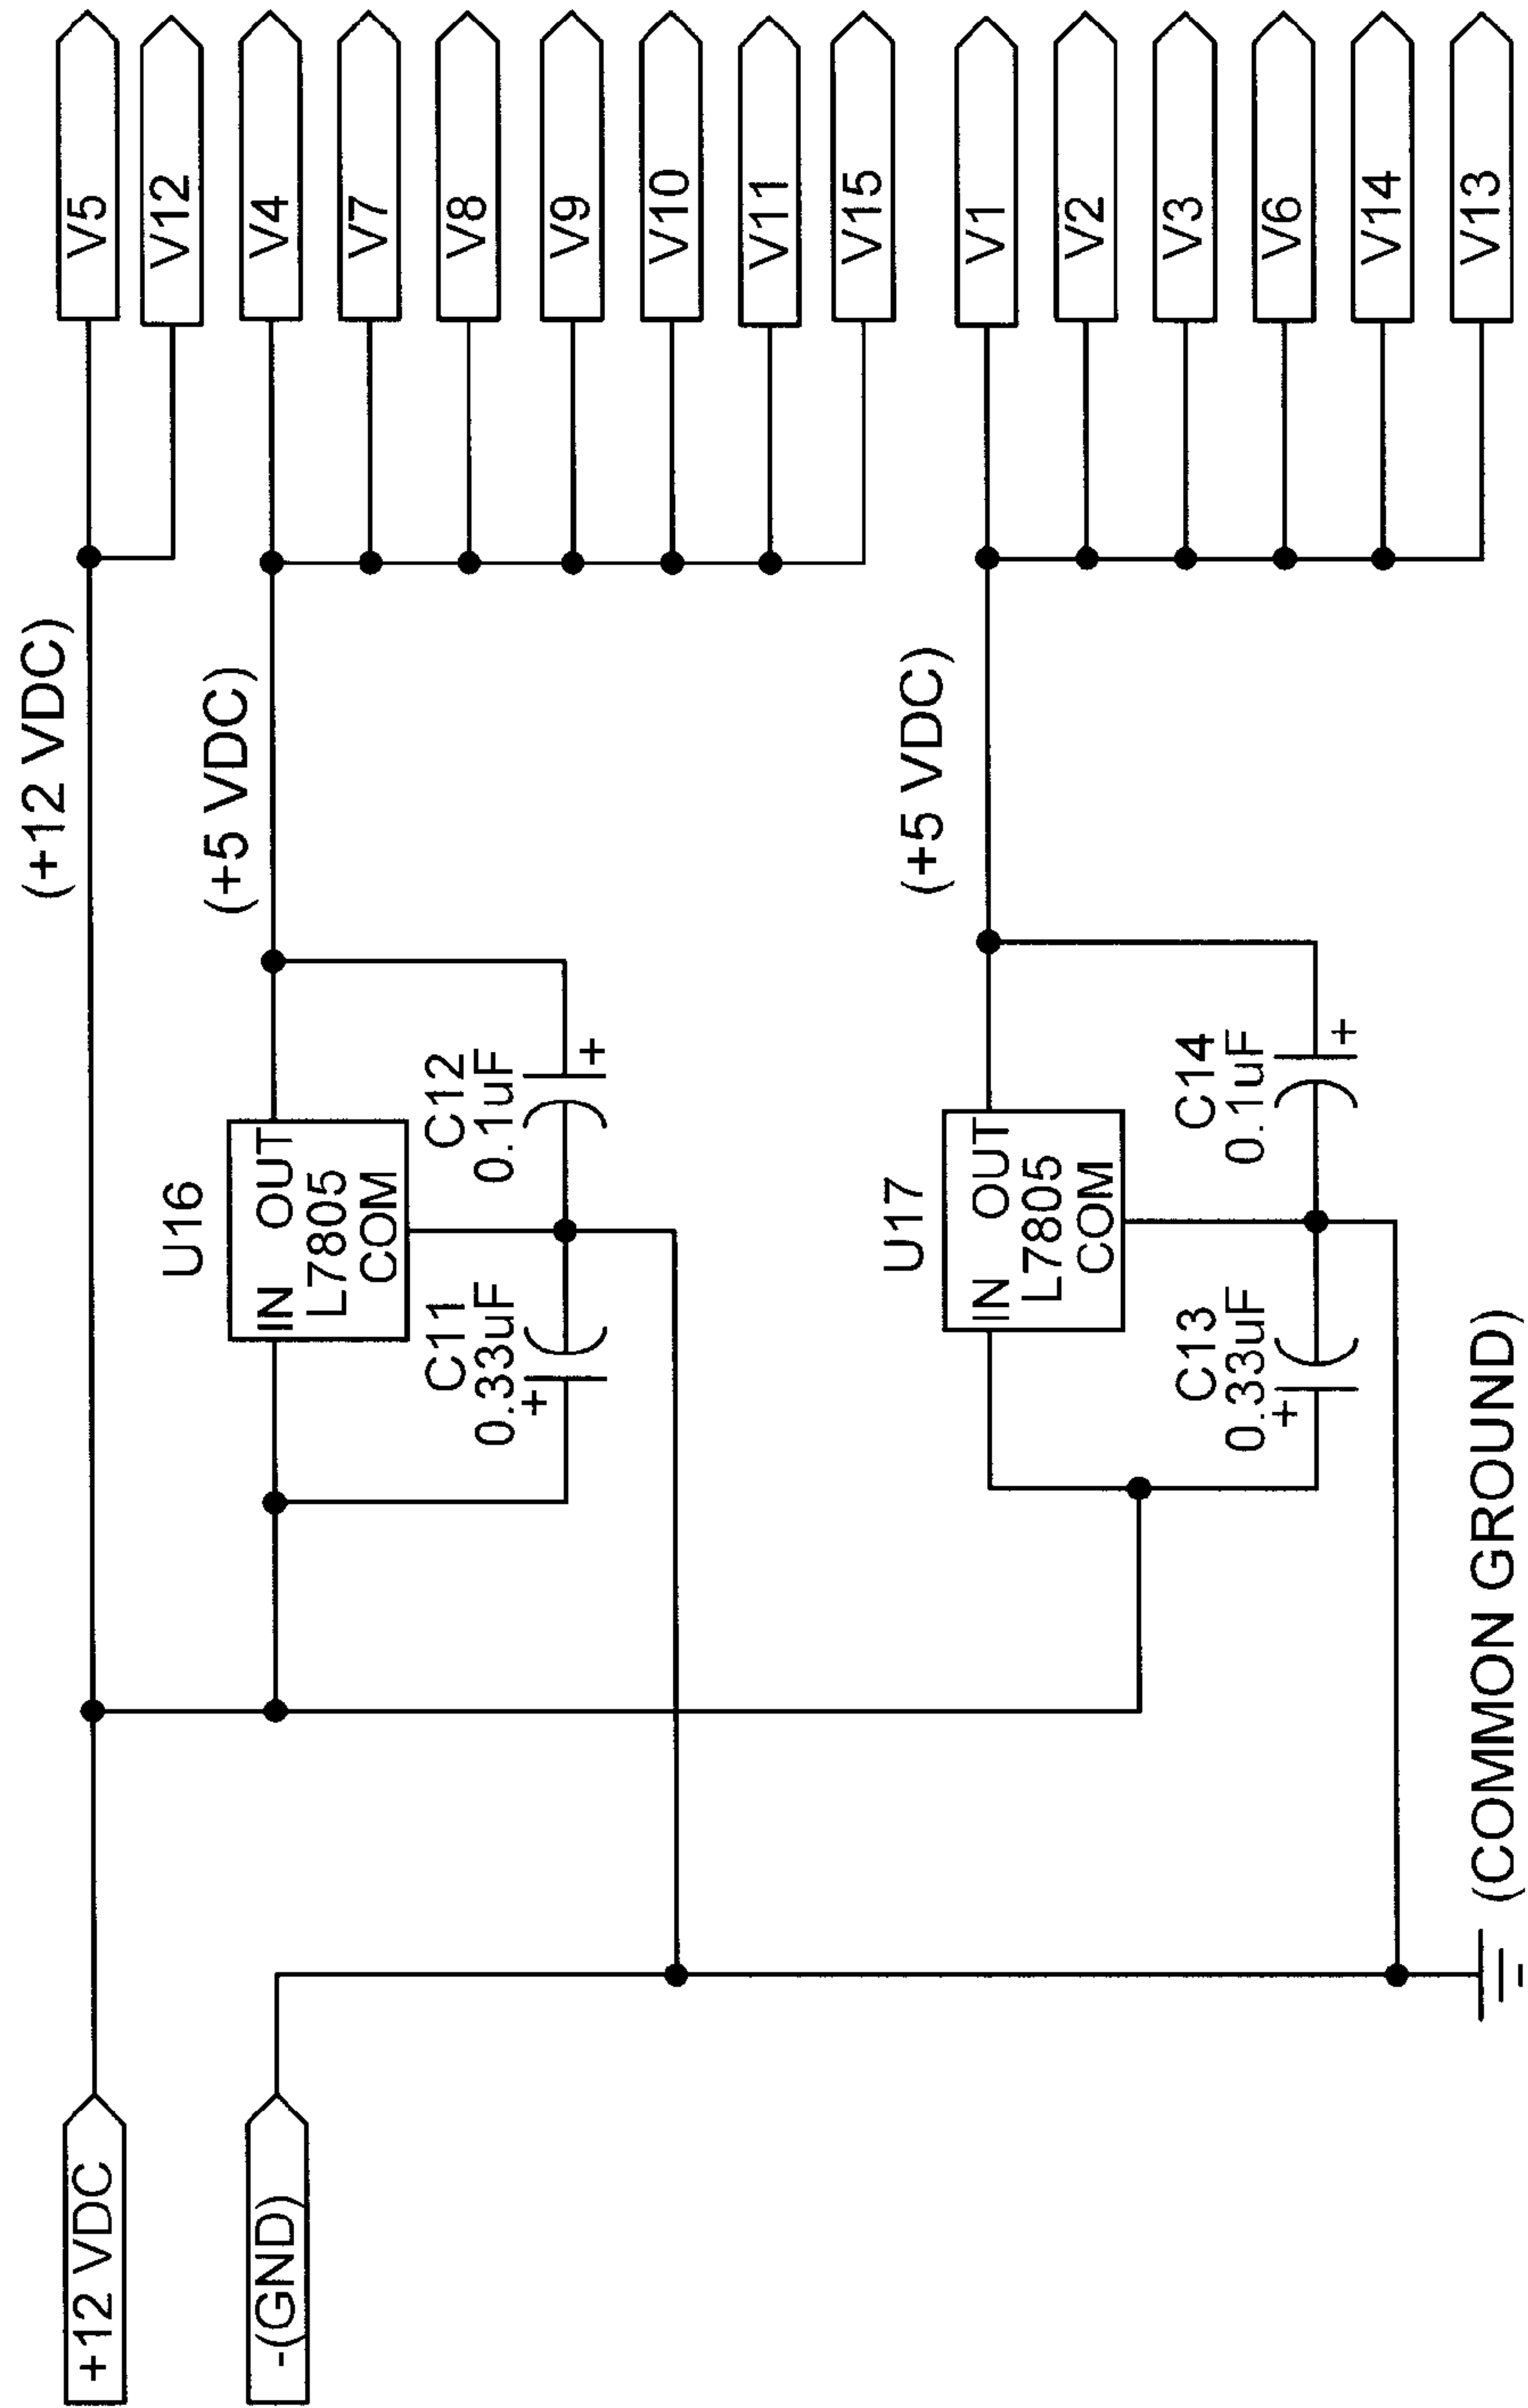 +12 VDC
-(GND)
(+12 VDC)
V5
V12
(+5 VDC)
U16
IN OUT
L7805
COM
C11
0.33uF
+
C12
0.1uF
+
V4
V7
V8
V9
V10
V11
V15
(+5 VDC)
U17
IN OUT
L7805
COM
C13
0.33uF
+
C14
0.1uF
+
V1
V2
V3
V6
V14
V13
(COMMON GROUND)